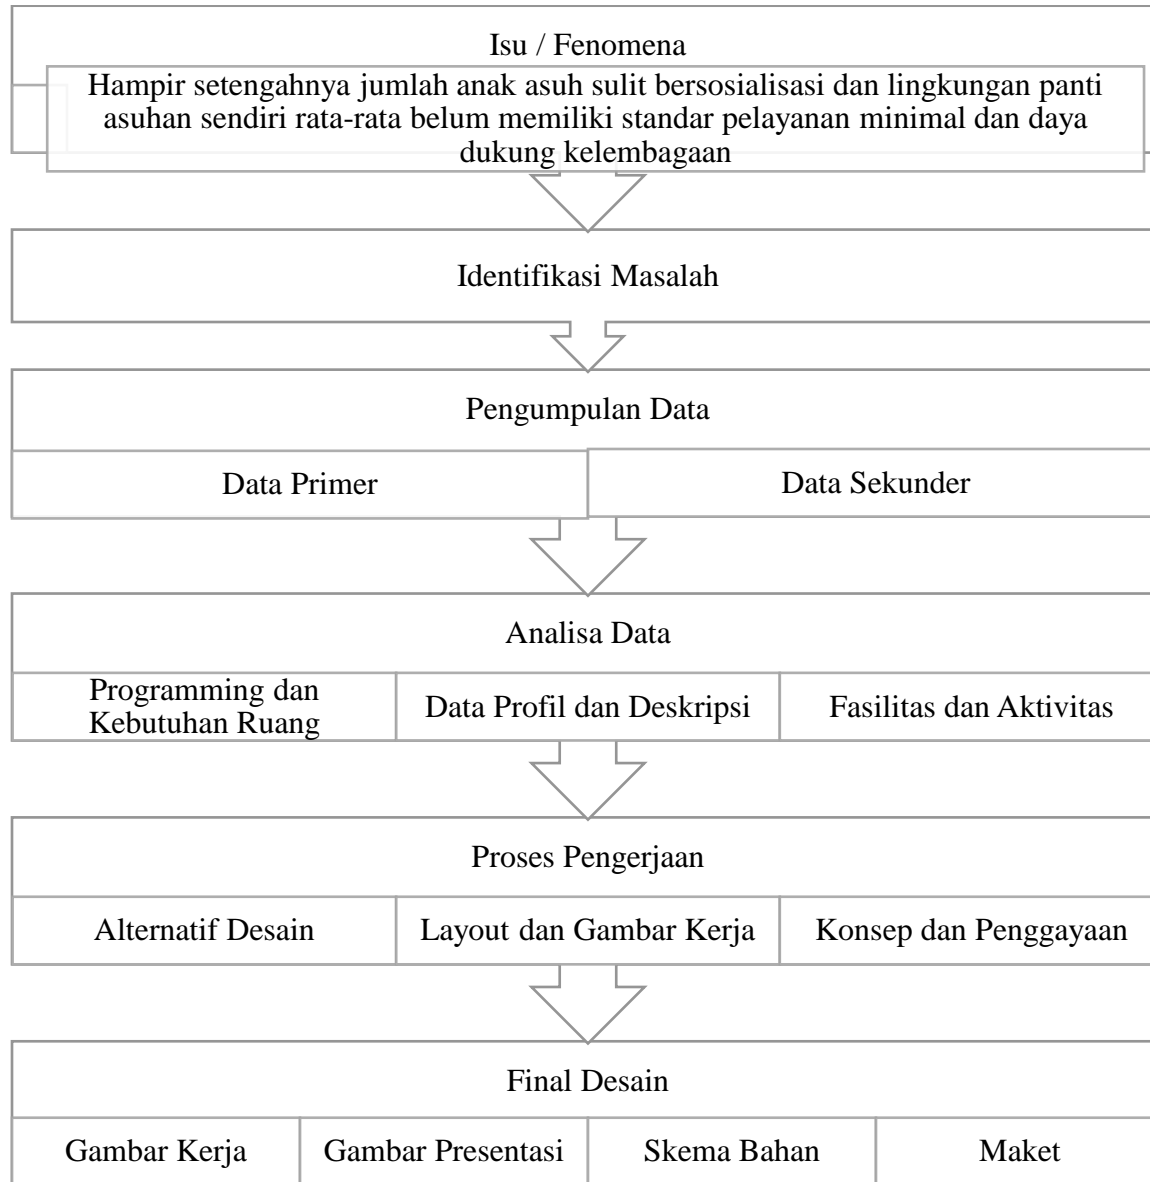 Isu / Fenomena
Hampir setengahnya jumlah anak asuh sulit bersosialisasi dan lingkungan panti
asuhan sendiri rata-rata belum memiliki standar pelayanan minimal dan daya
dukung kelembagaan
Identifikasi Masalah
Pengumpulan Data
Data Primer
Data Sekunder
Analisa Data
Programming dan
Kebutuhan Ruang
Data Profil dan Deskripsi
Fasilitas dan Aktivitas
Proses Pengerjaan
Alternatif Desain
Layout dan Gambar Kerja
Konsep dan Penggayaan
Final Desain
Gambar Kerja
Gambar Presentasi
Skema Bahan
Maket